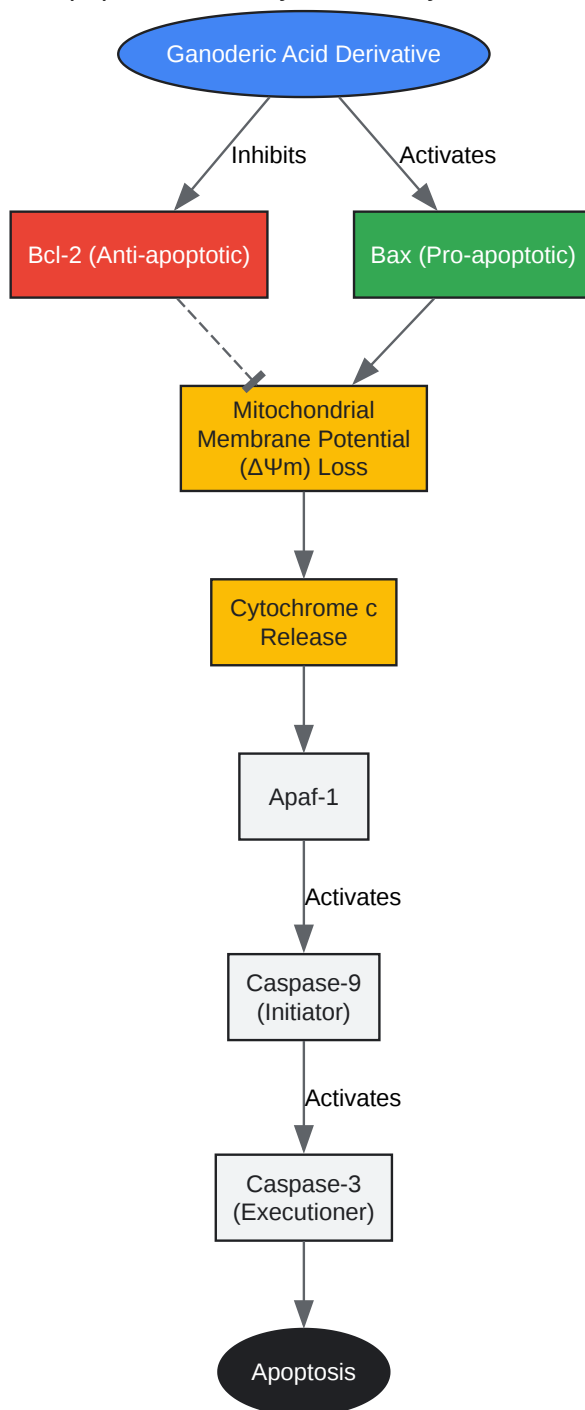 Ganoderic Acid Derivative
Inhibits
Activates
Bcl-2 (Anti-apoptotic)
Bax (Pro-apoptotic)
Mitochondrial
Membrane Potential
(ΔΨm) Loss
Cytochrome c
Release
Apaf-1
Activates
Caspase-9
(Initiator)
Activates
Caspase-3
(Executioner)
Apoptosis